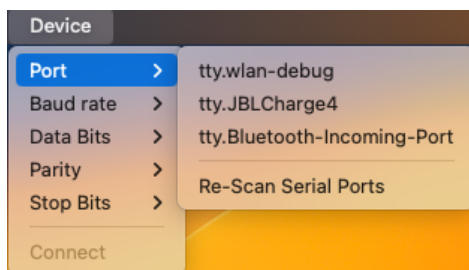 Device
Port
Baud rate
Data Bits
Parity
Stop Bits
Connect
tty.wlan-debug
tty.JBLCharge4
tty.Bluetooth-Incoming-Port
Re-Scan Serial Ports